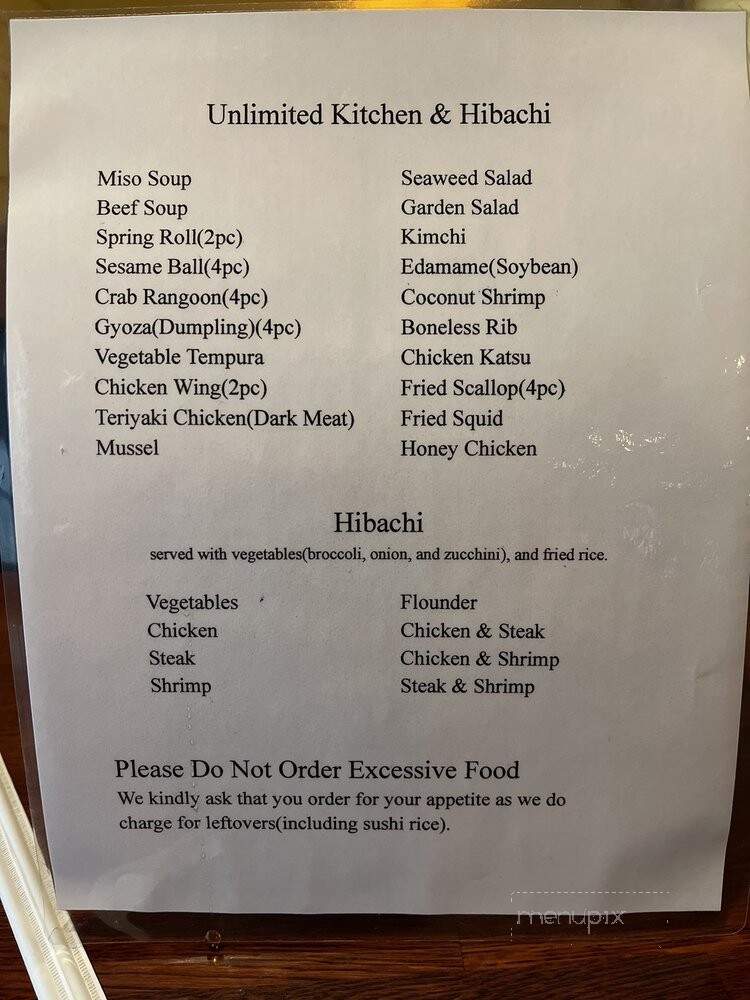 Unlimited Kitchen & Hibachi
Miso Soup
Beef Soup
Spring Roll(2pc)
Sesame Ball(4pc)
Crab Rangoon(4pc)
Gyoza(Dumpling)(4pc)
Vegetable Tempura
Chicken Wing(2pc)
Teriyaki Chicken(Dark Meat)
Mussel
Seaweed Salad
Garden Salad
Kimchi
Edamame(Soybean)
Coconut Shrimp
Boneless Rib
Chicken Katsu
Fried Scallop(4pc)
Fried Squid
Honey Chicken
Hibachi
served with vegetables(broccoli, onion, and zucchini), and fried rice.
Vegetables
Chicken
Steak
Shrimp
Flounder
Chicken & Steak
Chicken & Shrimp
Steak & Shrimp
Please Do Not Order Excessive Food
We kindly ask that you order for your appetite as we do
charge for leftovers(including sushi rice).
menupix